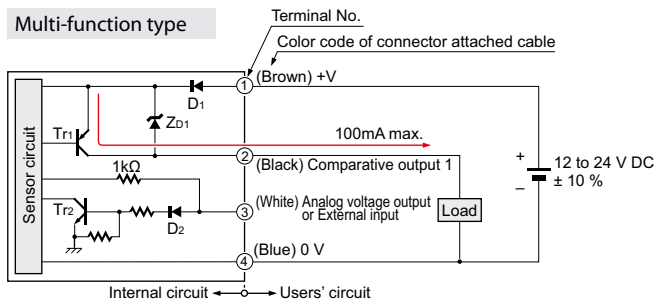 Multi-function type
Terminal No.
Color code of connector attached cable
1
(Brown) +V
D1
Tr1
ZD1
100mA max.
2
(Black) Comparative output 1
1kΩ
Sensor circuit
+
–
12 to 24 V DC
± 10 %
Tr2
D2
3
(White) Analog voltage output
or External input
Load
4
(Blue) 0 V
Internal circuit
Users' circuit